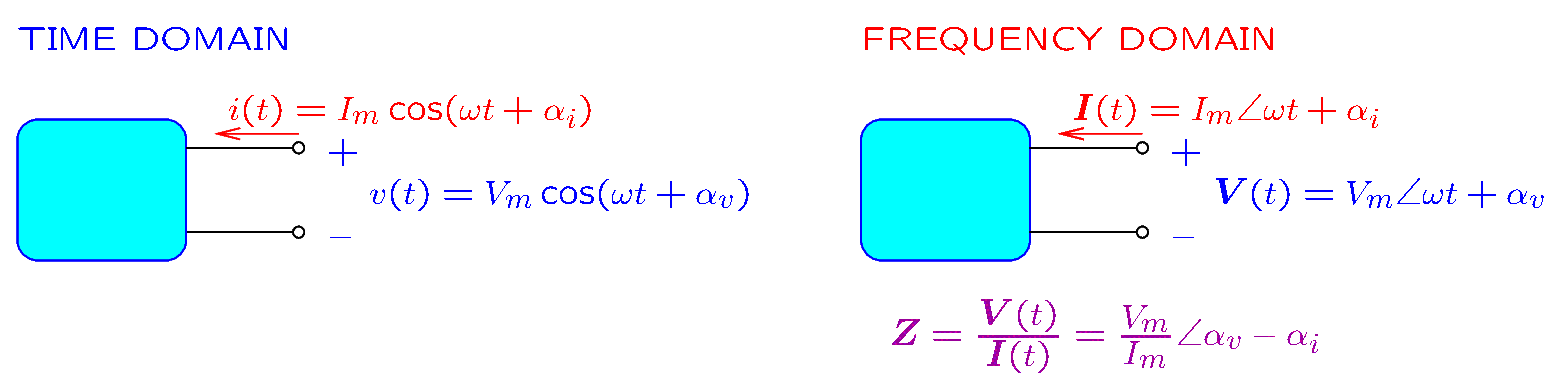 TIME DOMAIN
i(t) = I_m cos(ωt + α_i)
+
v(t) = V_m cos(ωt + α_v)
−
FREQUENCY DOMAIN
I(t) = I_m∠ωt + α_i
+
V(t) = V_m∠ωt + α_v
−
Z = V(t)/I(t) = V_m/I_m ∠α_v − α_i